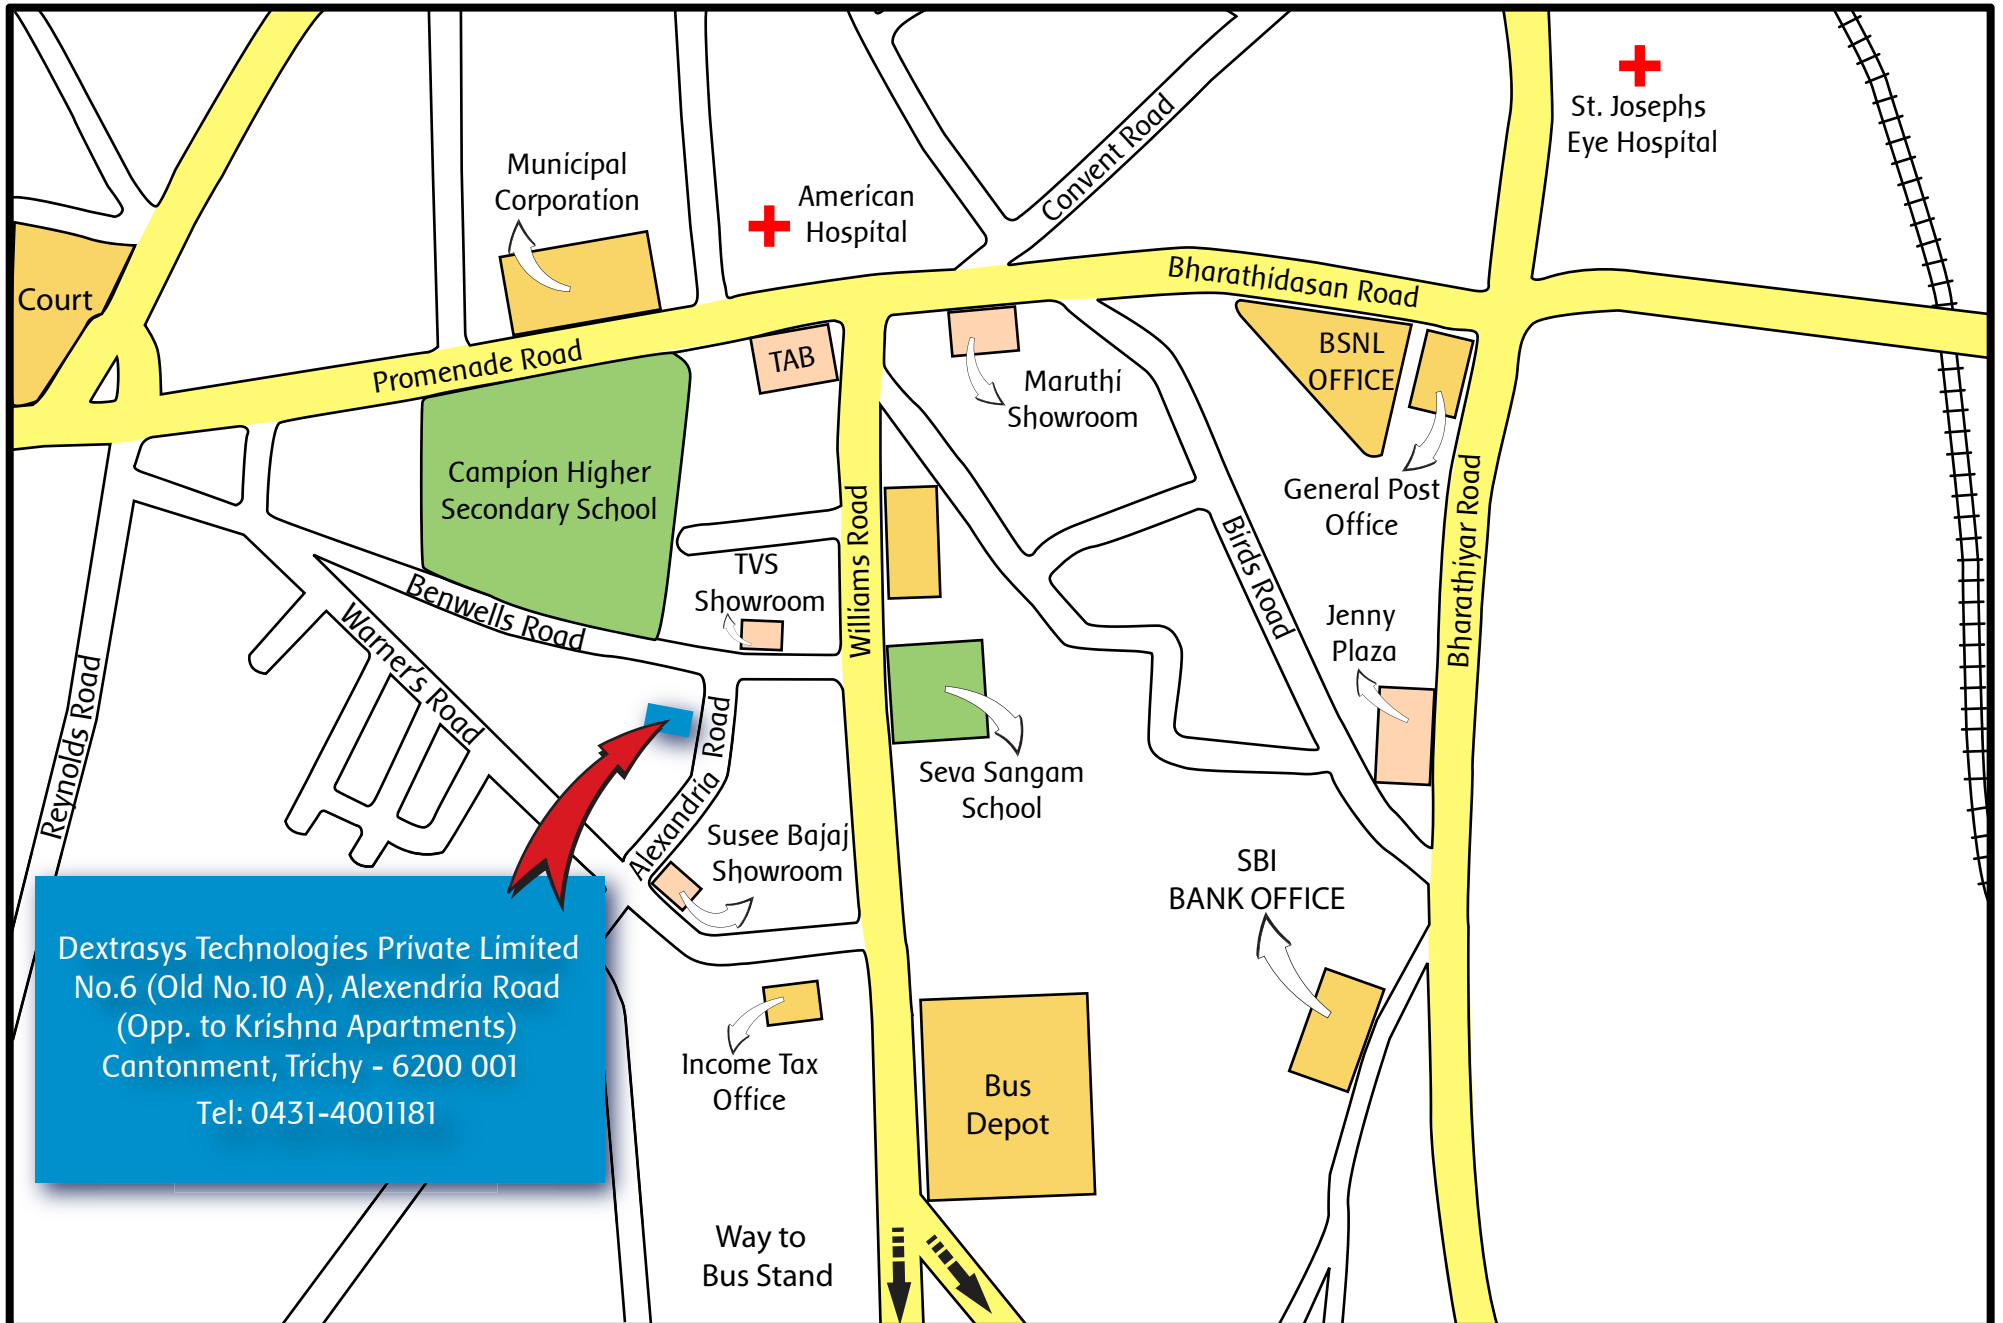 St. Josephs
Eye Hospital
Convent Road
Municipal
Corporation
American
Hospital
Court
Bharathidasan Road
Promenade Road
TAB
BSNL
OFFICE
Maruthi
Showroom
Campion Higher
Secondary School
General Post
Office
Williams Road
Birds Road
Bharathiyar Road
TVS
Showroom
Benwells Road
Warner's Road
Jenny
Plaza
Reynolds Road
Alexandria Road
Seva Sangam
School
Susee Bajaj
Showroom
SBI
BANK OFFICE
Dextrasys Technologies Private Limited
No.6 (Old No.10 A), Alexendria Road
(Opp. to Krishna Apartments)
Cantonment, Trichy - 6200 001
Tel: 0431-4001181
Income Tax
Office
Bus
Depot
Way to
Bus Stand